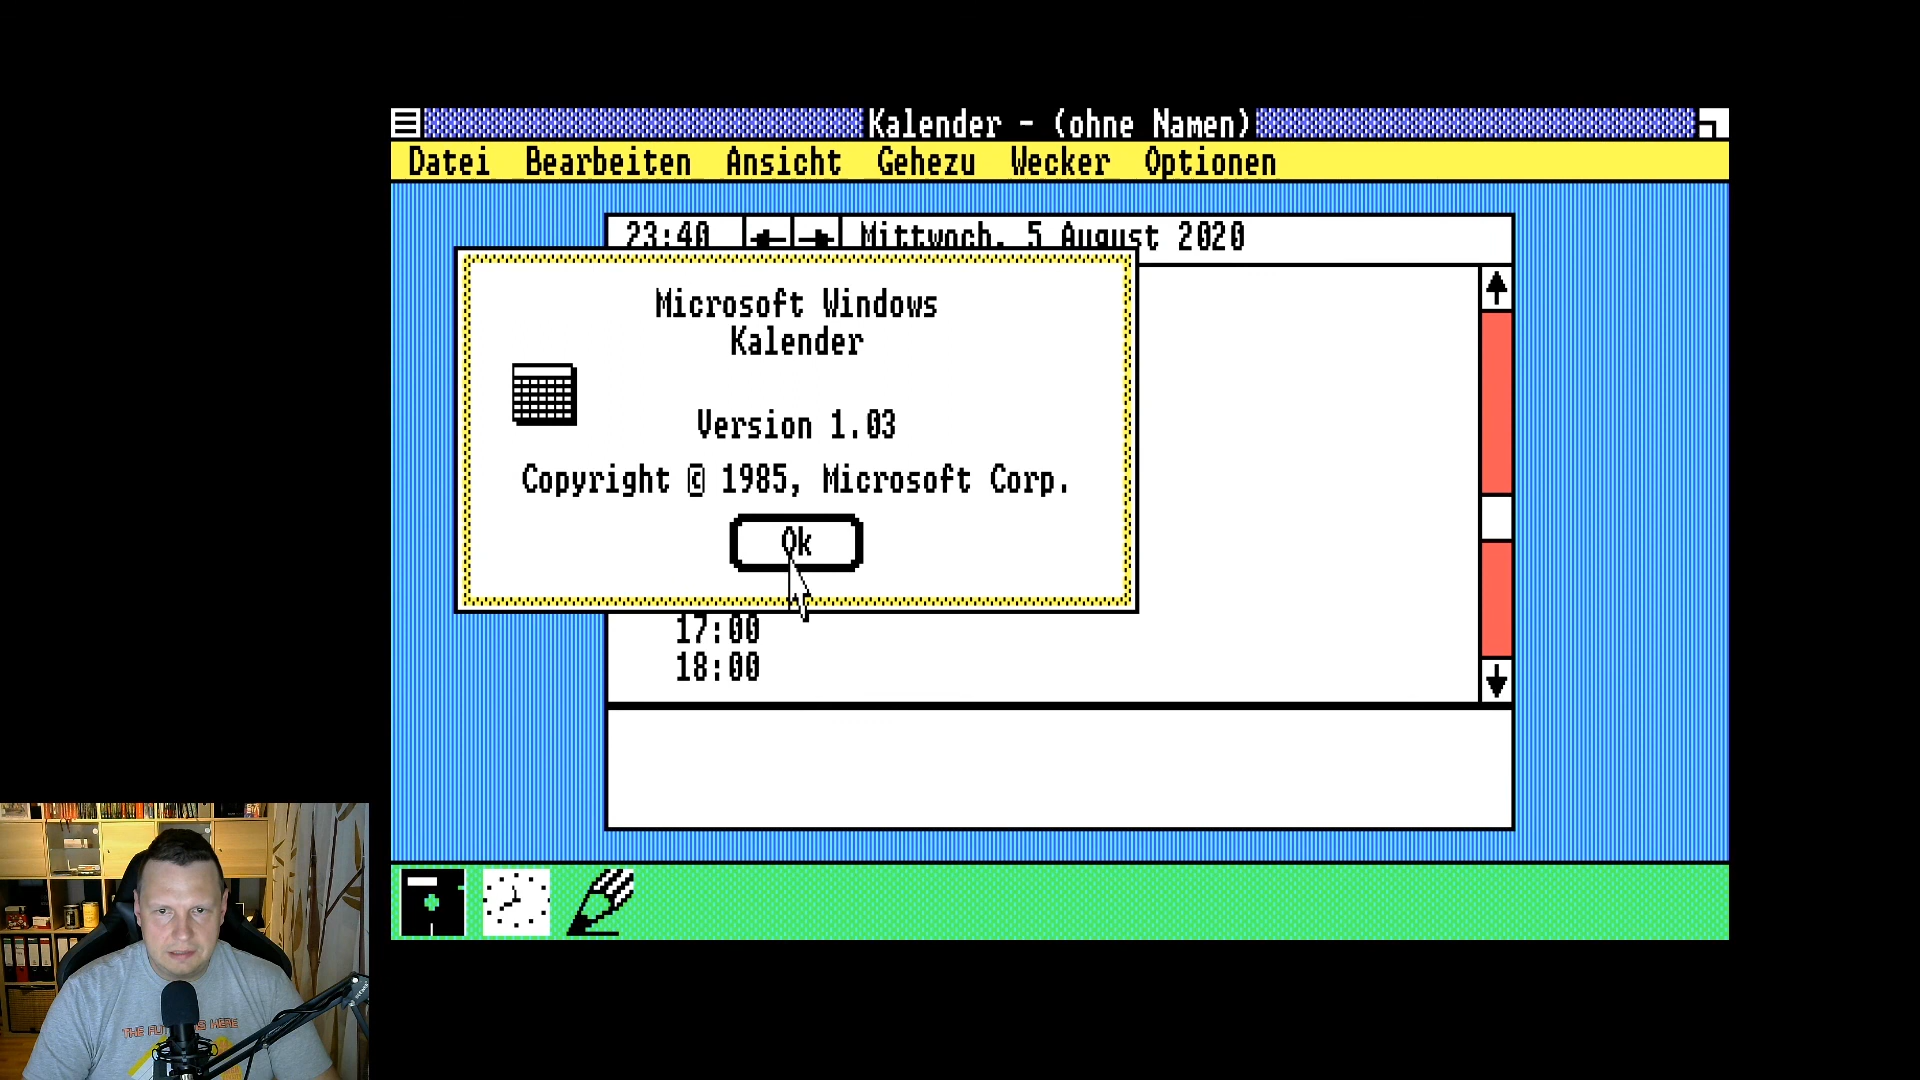 Kalender - (ohne Namen)
Datei Bearbeiten Ansicht Gehezu Wecker Optionen
23:40 Mittwoch, 5 August 2020
Microsoft Windows
Kalender
Version 1.03
Copyright © 1985, Microsoft Corp.
Ok
17:00
18:00